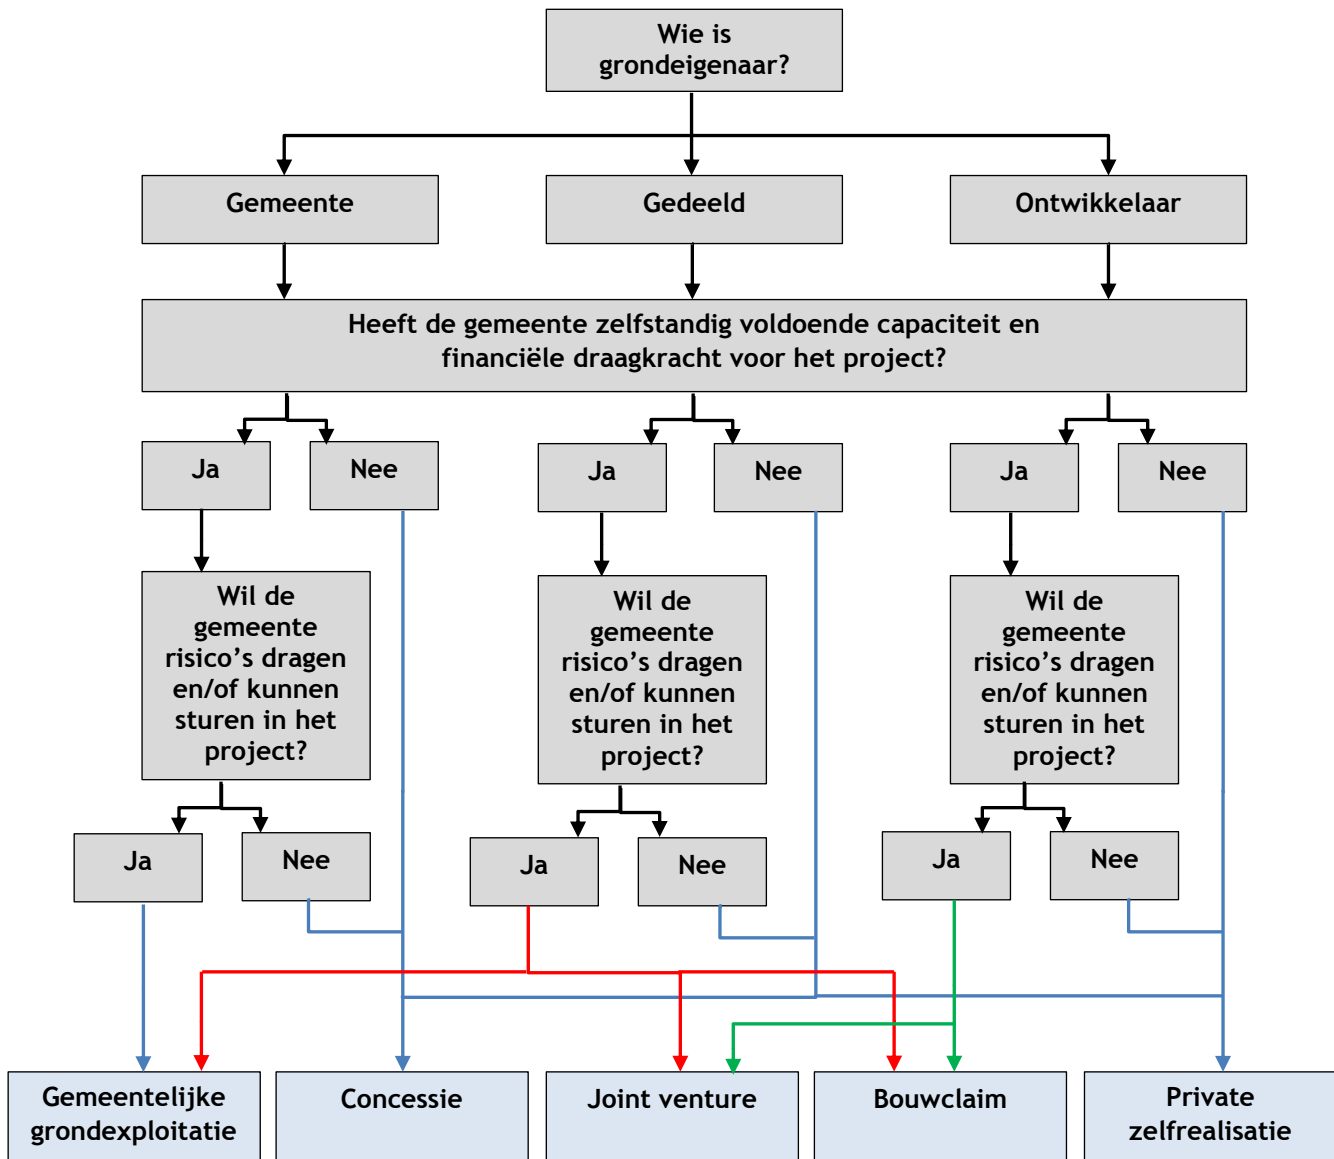 Wie is
grondeigenaar?
Gemeente
Gedeeld
Ontwikkelaar
Heeft de gemeente zelfstandig voldoende capaciteit en
financiële draagkracht voor het project?
Ja
Nee
Ja
Nee
Ja
Nee
Wil de
gemeente
risico’s dragen
en/of kunnen
sturen in het
project?
Wil de
gemeente
risico’s dragen
en/of kunnen
sturen in het
project?
Wil de
gemeente
risico’s dragen
en/of kunnen
sturen in het
project?
Ja
Nee
Ja
Nee
Ja
Nee
Gemeentelijke
grondexploitatie
Concessie
Joint venture
Bouwclaim
Private
zelfrealisatie